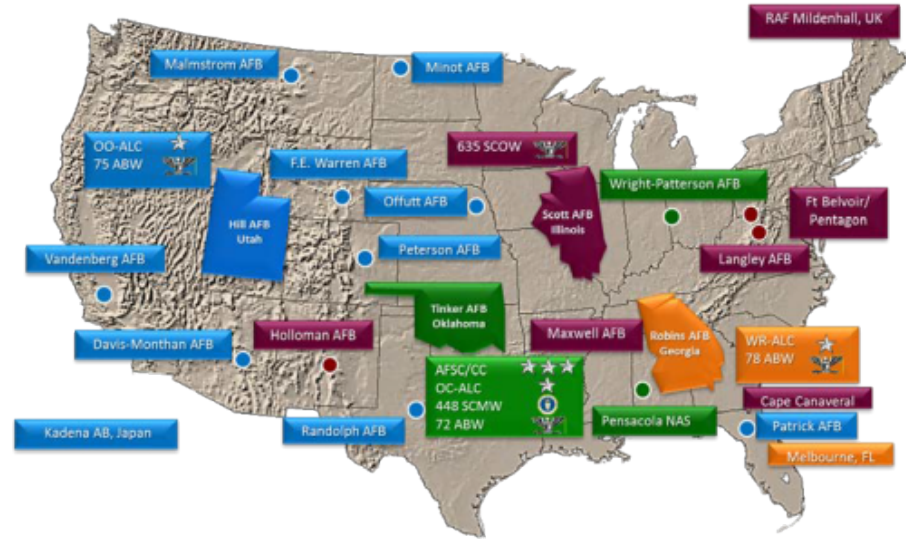 RAF Mildenhall, UK
Malmstrom AFB
Minot AFB
OO-ALC
75 ABW
635 SCOW
F.E. Warren AFB
Wright-Patterson AFB
Offutt AFB
Hill AFB
Utah
Scott AFB
Illinois
Ft Belvoir/
Pentagon
Vandenberg AFB
Peterson AFB
Langley AFB
Tinker AFB
Oklahoma
Davis-Monthan AFB
Holloman AFB
Maxwell AFB
Robins AFB
Georgia
WR-ALC
78 ABW
AFSC/CC
OC-ALC
448 SCMW
72 ABW
Cape Canaveral
Kadena AB, Japan
Randolph AFB
Pensacola NAS
Patrick AFB
Melbourne, FL